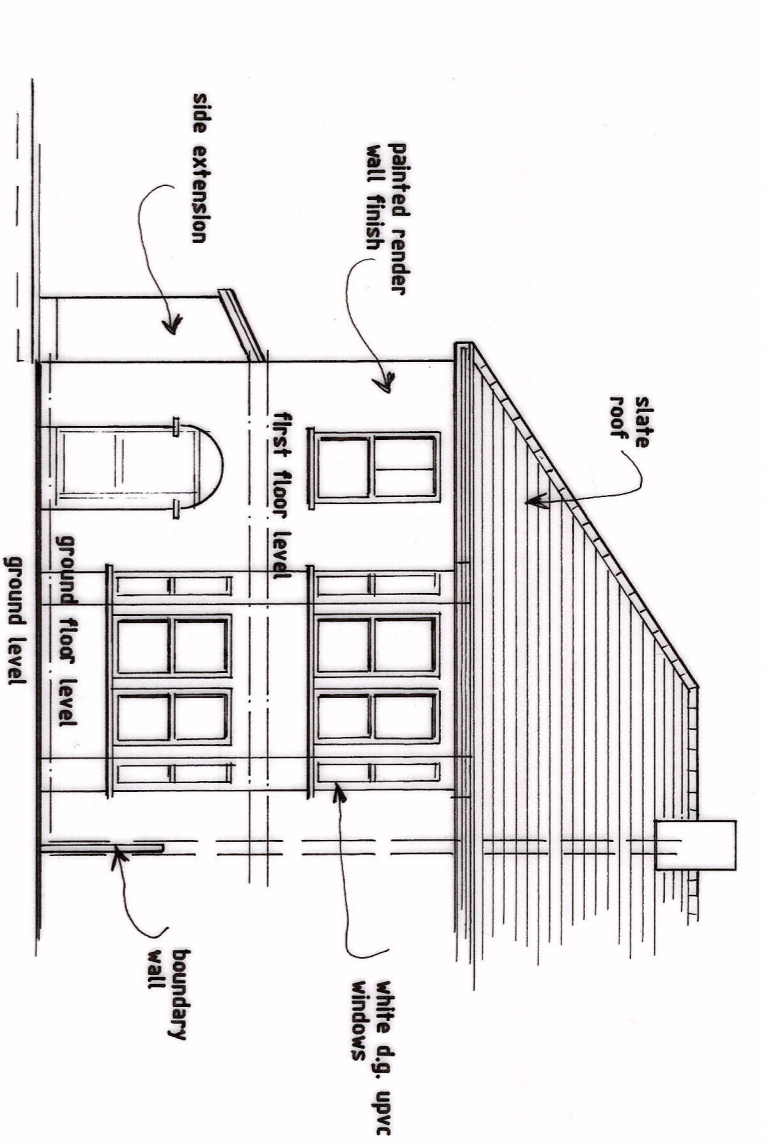 slate
roof
painted render
wall finish
side extension
first floor level
white d.g. upvc
windows
boundary
wall
ground floor level
ground level